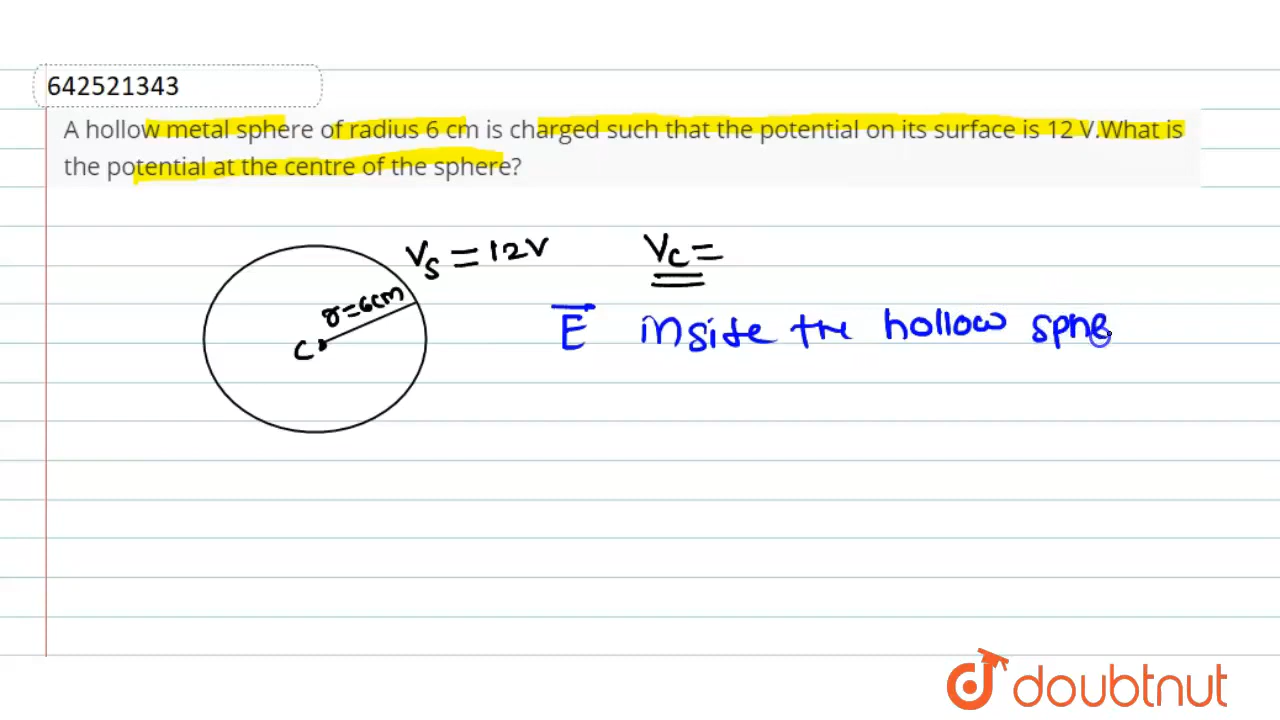 642521343
A hollow metal sphere of radius 6 cm is charged such that the potential on its surface is 12 V.What is
the potential at the centre of the sphere?
Vs = 12V
Vc =
r=6cm
C
E inside the hollow sphe
doubtnut